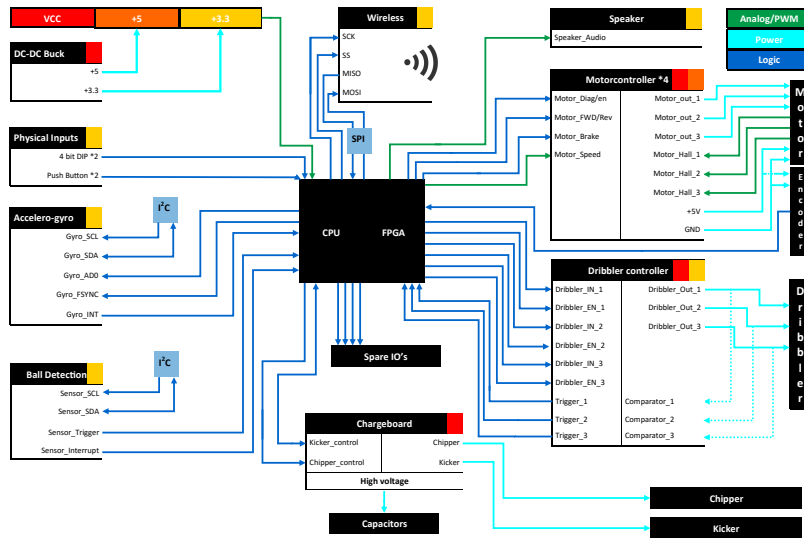 VCC
+5
+3.3
DC-DC Buck
+5
+3.3
Physical Inputs
4 bit DIP *2
Push Button *2
Accelero-gyro
I²C
Gyro_SCL
Gyro_SDA
Gyro_AD0
Gyro_FSYNC
Gyro_INT
Ball Detection
I²C
Sensor_SCL
Sensor_SDA
Sensor_Trigger
Sensor_Interrupt
Wireless
SCK
SS
MISO
MOSI
SPI
CPU
FPGA
Spare IO's
Chargeboard
Kicker_control
Chipper
Chipper_control
Kicker
High voltage
Capacitors
Speaker
Speaker_Audio
Motorcontroller *4
Motor_Diag/en
Motor_out_1
Motor_FWD/Rev
Motor_out_2
Motor_Brake
Motor_out_3
Motor_Speed
Motor_Hall_1
Motor_Hall_2
Motor_Hall_3
+5V
GND
Dribbler controller
Dribbler_IN_1
Dribbler_Out_1
Dribbler_EN_1
Dribbler_Out_2
Dribbler_IN_2
Dribbler_Out_3
Dribbler_EN_2
Dribbler_IN_3
Dribbler_EN_3
Trigger_1
Comparator_1
Trigger_2
Comparator_2
Trigger_3
Comparator_3
Chipper
Kicker
Analog/PWM
Power
Logic
Motor
Encoder
Dribbler